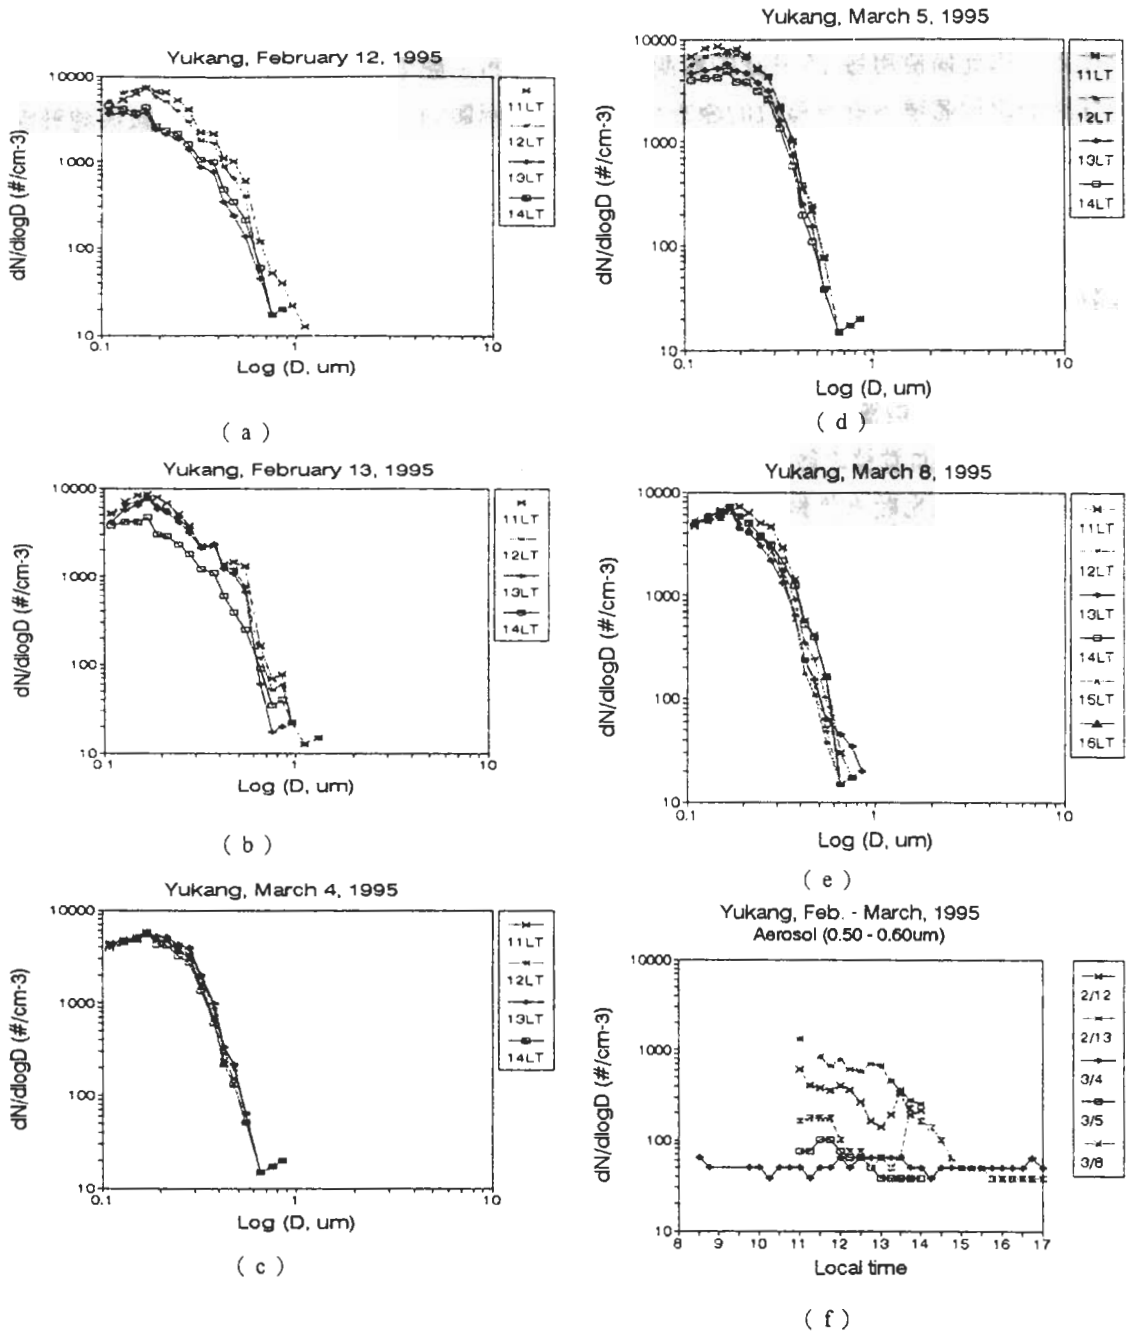 Yukang, February 12, 1995
10000
1000
100
10
0.1
1
10
dN/dlogD (#/cm-3)
Log (D, um)
11LT
12LT
13LT
14LT
( a )
Yukang, February 13, 1995
10000
1000
100
10
0.1
1
10
dN/dlogD (#/cm-3)
Log (D, um)
11LT
12LT
13LT
14LT
( b )
Yukang, March 4, 1995
10000
1000
100
10
0.1
1
10
dN/dlogD (#/cm-3)
Log (D, um)
11LT
12LT
13LT
14LT
( c )
Yukang, March 5, 1995
10000
1000
100
10
0.1
1
10
dN/dlogD (#/cm-3)
Log (D, um)
11LT
12LT
13LT
14LT
( d )
Yukang, March 8, 1995
10000
1000
100
10
0.1
1
10
dN/dlogD (#/cm-3)
Log (D, um)
11LT
12LT
13LT
14LT
15LT
16LT
( e )
Yukang, Feb. - March, 1995
Aerosol (0.50 - 0.60um)
10000
1000
100
10
8 9 10 11 12 13 14 15 16 17
dN/dlogD (#/cm-3)
Local time
2/12
2/13
3/4
3/5
3/8
( f )